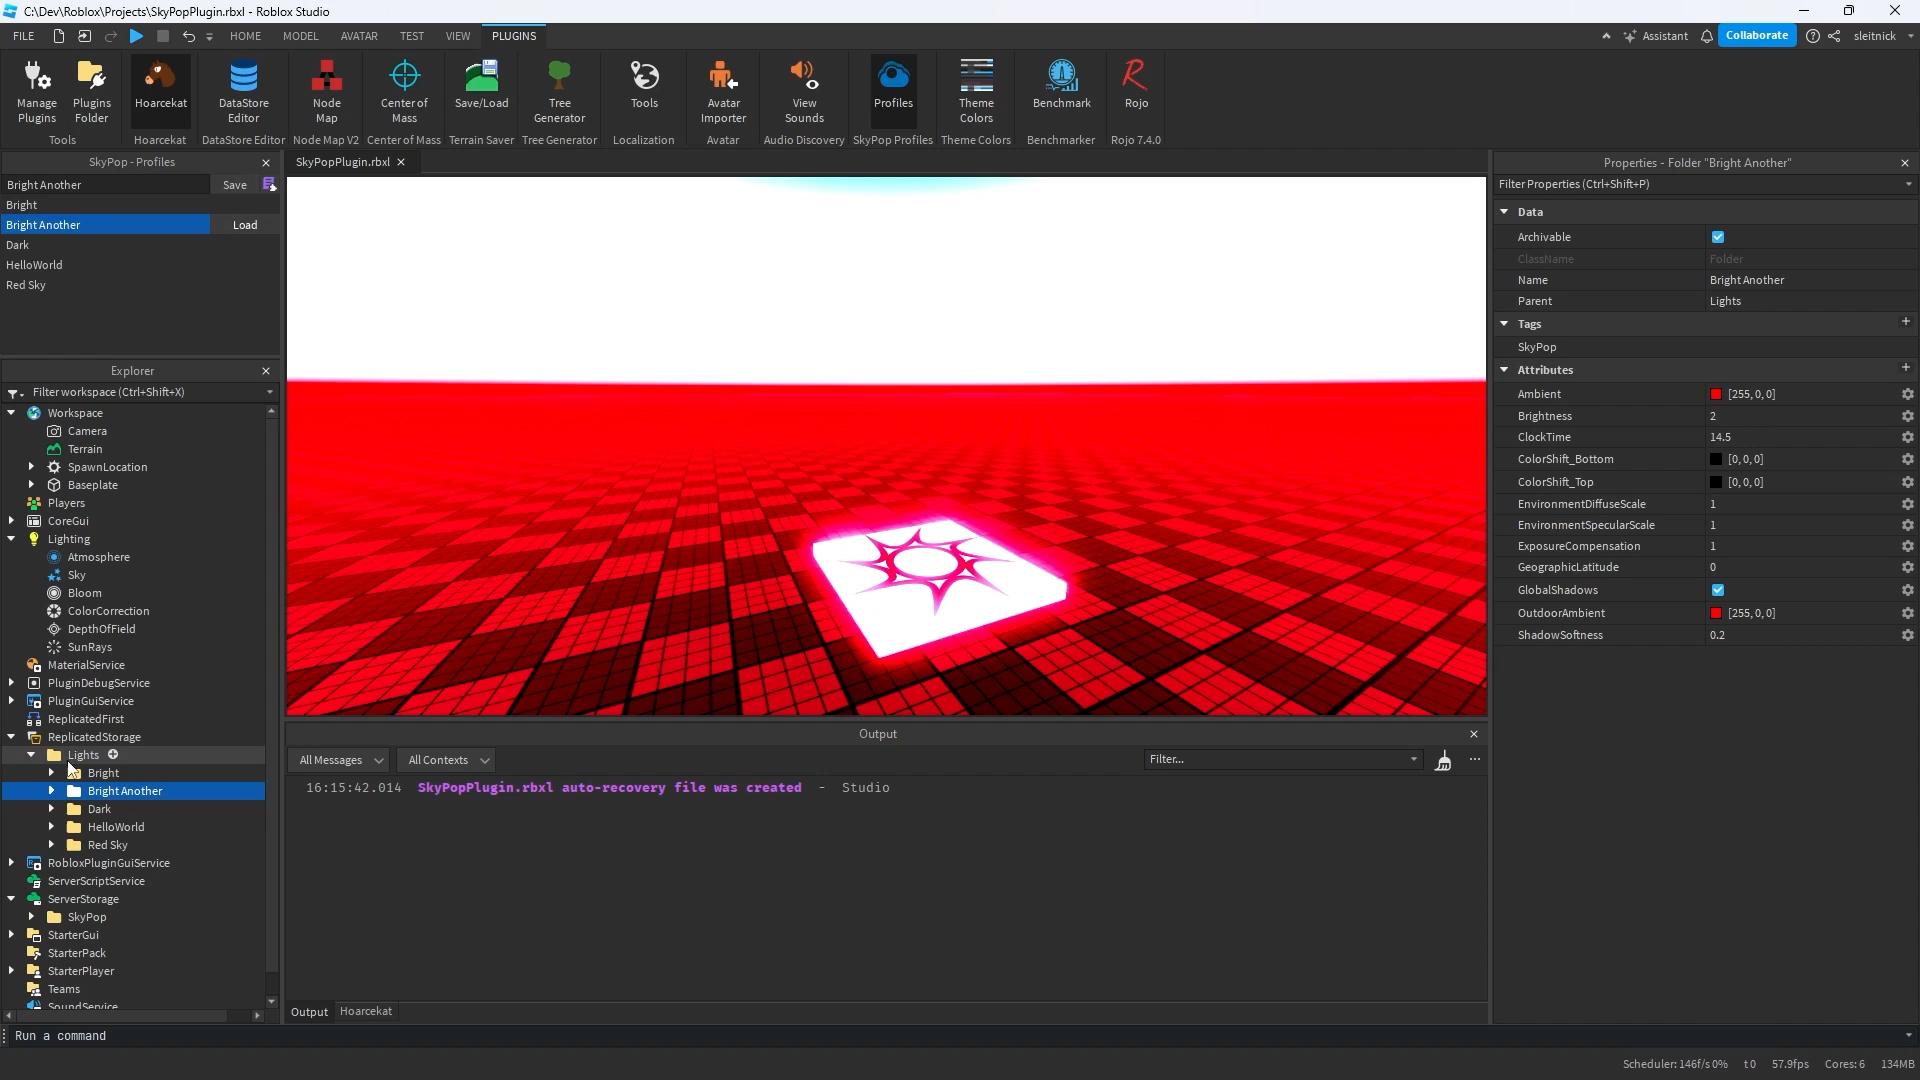 C:\Dev\Roblox\Projects\SkyPopPlugin.rbxl - Roblox Studio
FILE HOME MODEL AVATAR TEST VIEW PLUGINS Assistant Collaborate sleitnick
Manage Plugins
Plugins Folder
Hoarcekat
DataStore Editor
Node Map
Center of Mass
Save/Load
Tree Generator
Tools
Avatar Importer
View Sounds
Profiles
Theme Colors
Benchmark
Rojo
Tools Hoarcekat DataStore Editor Node Map V2 Center of Mass Terrain Saver Tree Generator Localization Avatar Audio Discovery SkyPop Profiles Theme Colors Benchmarker Rojo 7.4.0
SkyPop - Profiles
Bright Another Save
Bright
Bright Another Load
Dark
HelloWorld
Red Sky
Explorer
Filter workspace (Ctrl+Shift+X)
Workspace
Camera
Terrain
SpawnLocation
Baseplate
Players
CoreGui
Lighting
Atmosphere
Sky
Bloom
ColorCorrection
DepthOfField
SunRays
MaterialService
PluginDebugService
PluginGuiService
ReplicatedFirst
ReplicatedStorage
Lights
Bright
Bright Another
Dark
HelloWorld
Red Sky
RobloxPluginGuiService
ServerScriptService
ServerStorage
SkyPop
StarterGui
StarterPack
StarterPlayer
Teams
SoundService
SkyPopPlugin.rbxl
Output
All Messages All Contexts Filter...
16:15:42.014 SkyPopPlugin.rbxl auto-recovery file was created - Studio
Output Hoarcekat
Properties - Folder "Bright Another"
Filter Properties (Ctrl+Shift+P)
Data
Archivable
ClassName Folder
Name Bright Another
Parent Lights
Tags
SkyPop
Attributes
Ambient [255, 0, 0]
Brightness 2
ClockTime 14.5
ColorShift_Bottom [0, 0, 0]
ColorShift_Top [0, 0, 0]
EnvironmentDiffuseScale 1
EnvironmentSpecularScale 1
ExposureCompensation 1
GeographicLatitude 0
GlobalShadows
OutdoorAmbient [255, 0, 0]
ShadowSoftness 0.2
Run a command
Scheduler: 146f/s 0% t 0 57.9fps Cores: 6 134MB